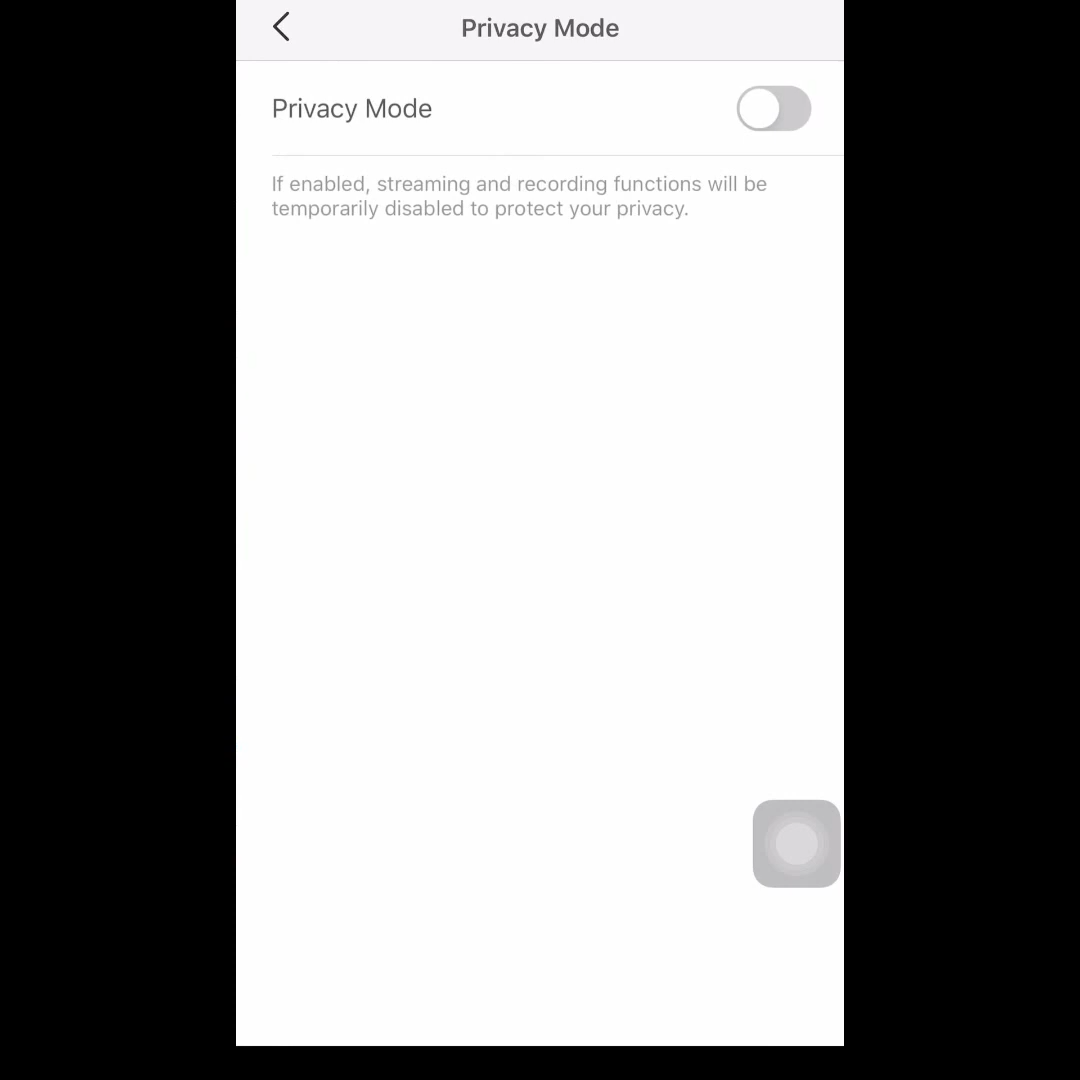 Privacy Mode
Privacy Mode
If enabled, streaming and recording functions will be
temporarily disabled to protect your privacy.